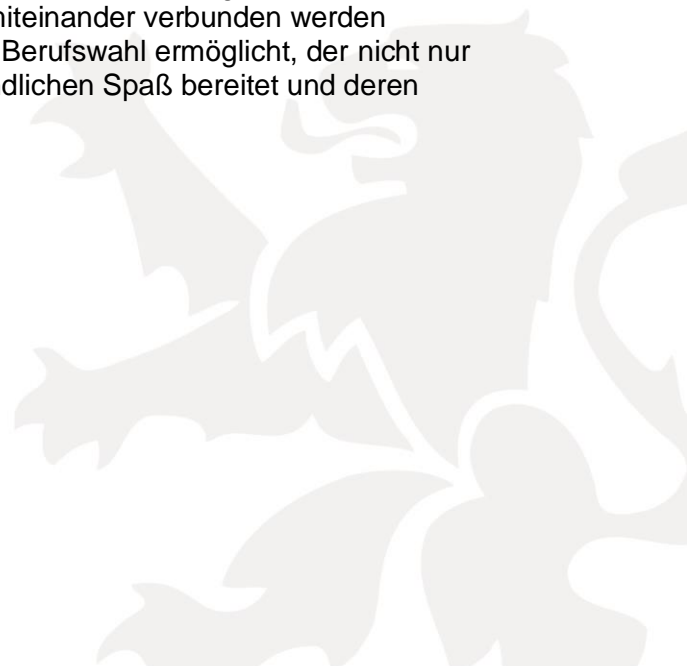 miteinander verbunden werden
Berufswahl ermöglicht, der nicht nur
dlichen Spaß bereitet und deren